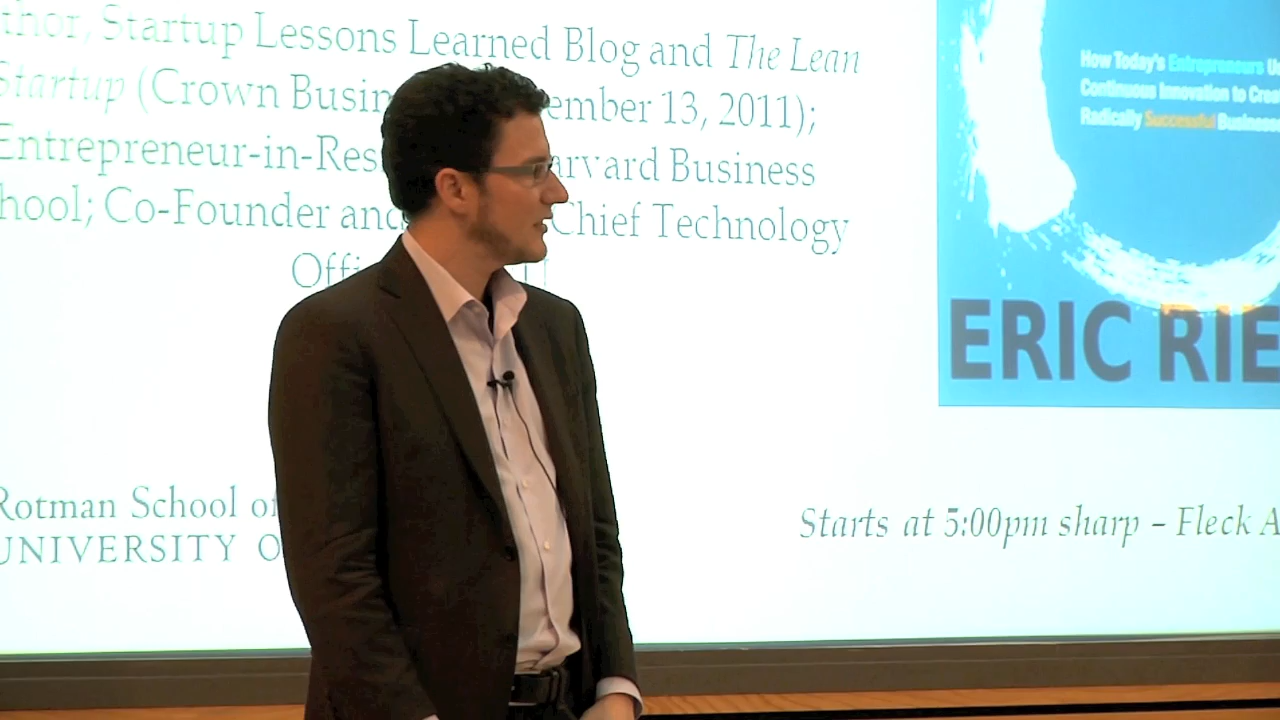 thor, Startup Lessons Learned Blog and The Lean
Startup (Crown Busin ember 13, 2011);
Entrepreneur-in-Res arvard Business
hool; Co-Founder and Chief Technology
Offi U
How Today's Entrepreneurs U
Continuous Innovation to Crea
Radically Successful Businesse
ERIC RIE
Rotman School of
UNIVERSITY O
Starts at 5:00pm sharp – Fleck A